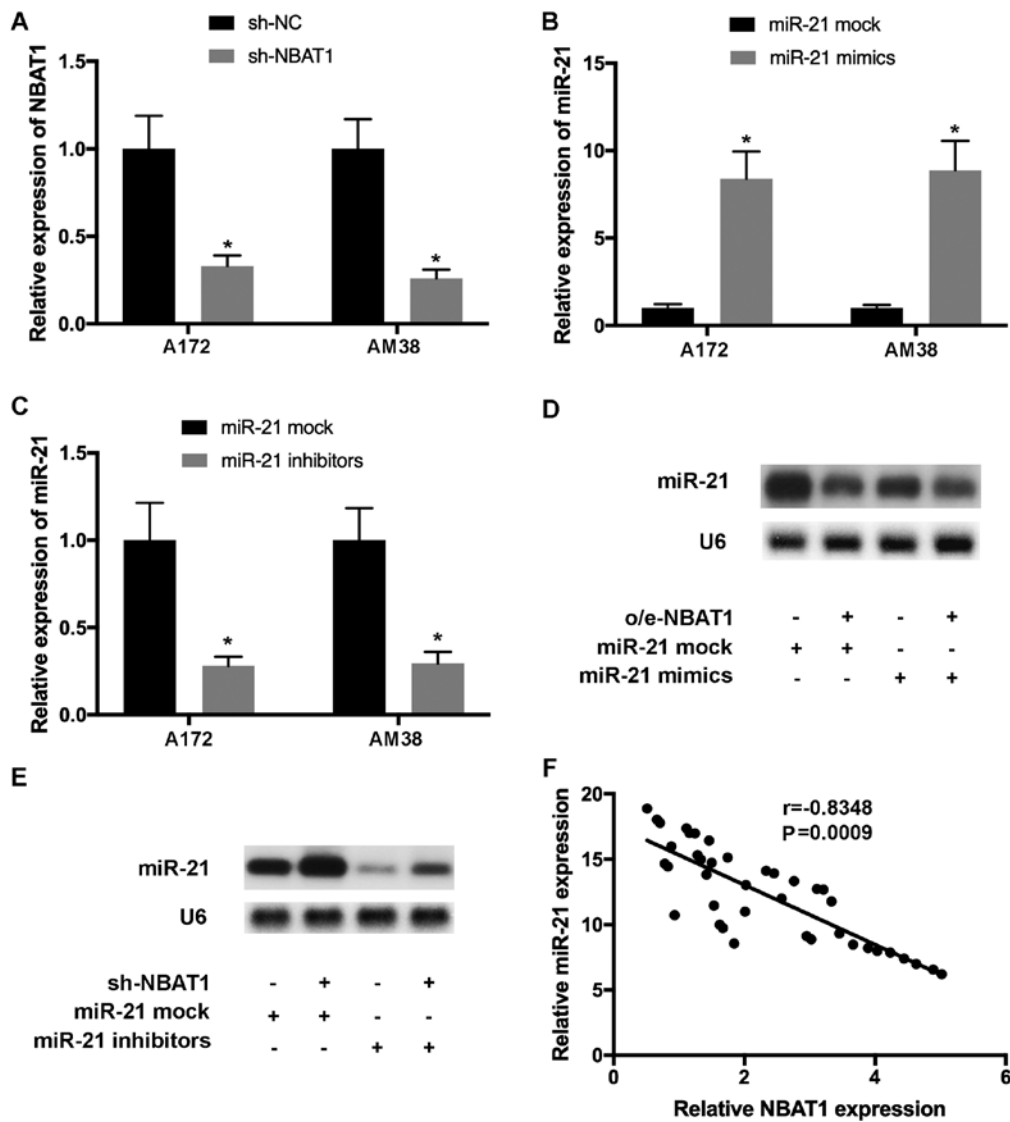 A
sh-NC
sh-NBAT1
Relative expression of NBAT1
1.5
1.0
0.5
0.0
*
*
A172
AM38
B
miR-21 mock
miR-21 mimics
Relative expression of miR-21
15
10
5
0
*
*
A172
AM38
C
miR-21 mock
miR-21 inhibitors
Relative expression of miR-21
1.5
1.0
0.5
0.0
*
*
A172
AM38
D
miR-21
U6
o/e-NBAT1 - + - +
miR-21 mock + + - -
miR-21 mimics - - + +
E
miR-21
U6
sh-NBAT1 - + - +
miR-21 mock + + - -
miR-21 inhibitors - - + +
F
r=-0.8348
P=0.0009
Relative miR-21 expression
20
15
10
5
0
0 2 4 6
Relative NBAT1 expression